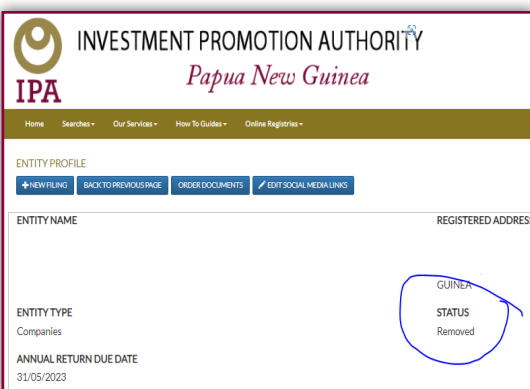 INVESTMENT PROMOTION AUTHORITY
Papua New Guinea
IPA
Home Searches Our Services How To Guides Online Registries
ENTITY PROFILE
+ NEW FILING BACK TO PREVIOUS PAGE ORDER DOCUMENTS EDIT SOCIAL MEDIA LINKS
ENTITY NAME REGISTERED ADDRESS
GUINEA
ENTITY TYPE STATUS
Companies Removed
ANNUAL RETURN DUE DATE
31/05/2023